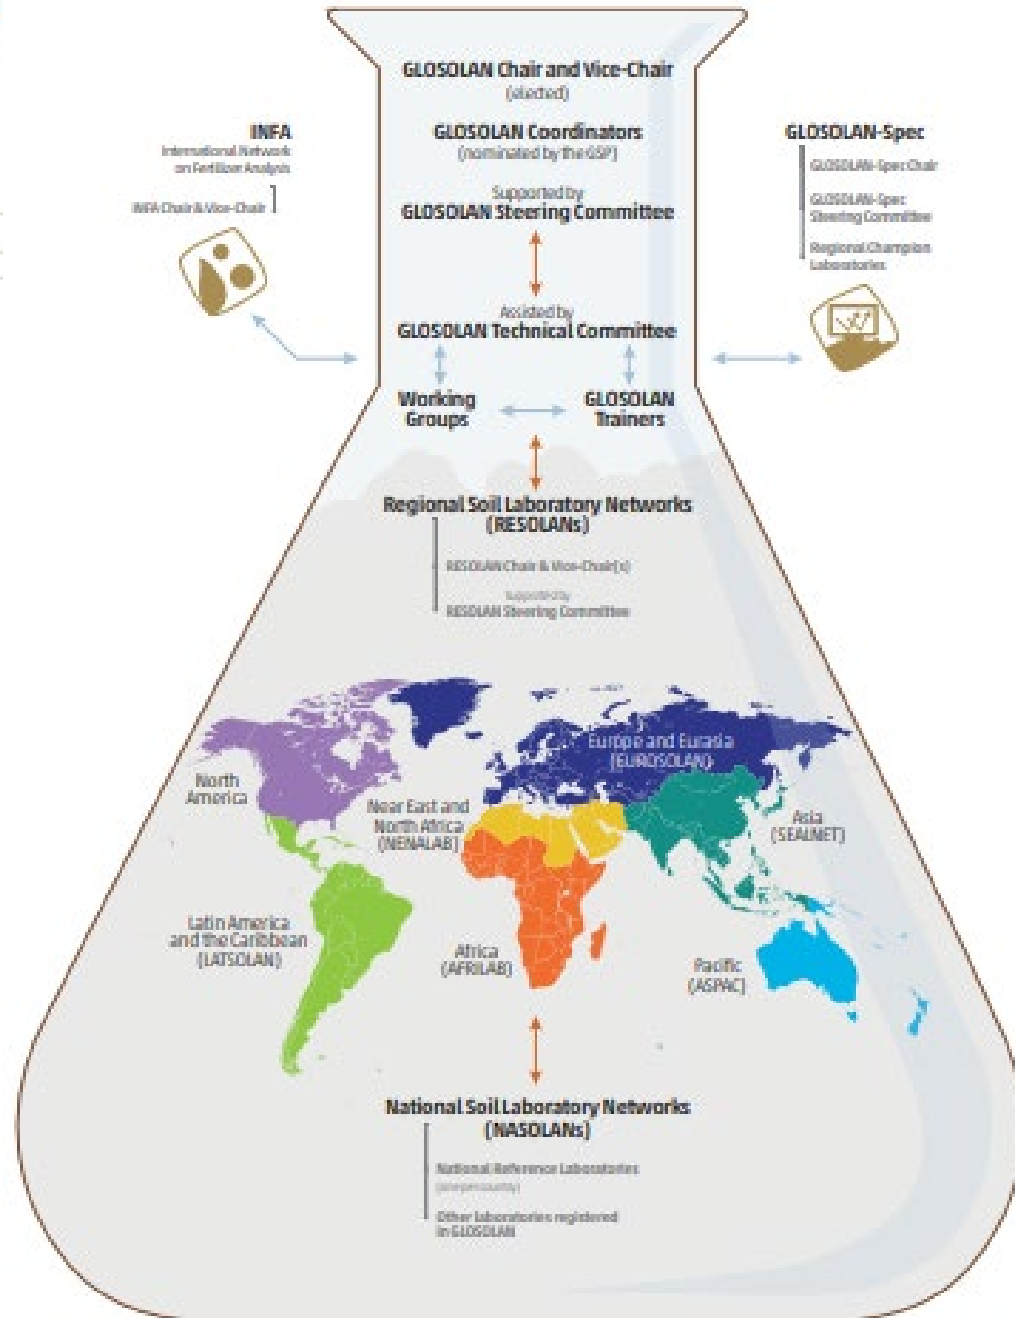 GLOSOLAN Chair and Vice-Chair
(elected)
GLOSOLAN Coordinators
(nominated by the GSP)
Supported by
GLOSOLAN Steering Committee
INFA
International Network
on Fertilizer Analysis
INFA Chair & Vice-Chair
GLOSOLAN-Spec
GLOSOLAN-Spec Chair
GLOSOLAN-Spec
Steering Committee
Regional Champion
Laboratories
Assisted by
GLOSOLAN Technical Committee
Working
Groups
GLOSOLAN
Trainers
Regional Soil Laboratory Networks
(RESOLANs)
RESOLAN Chair & Vice-Chair(s)
Supported by
RESOLAN Steering Committee
North
America
Near East and
North Africa
(NENALAB)
Europe and Eurasia
(EUROSOLAN)
Asia
(SEALNET)
Latin America
and the Caribbean
(LATSOLAN)
Africa
(AFRILAB)
Pacific
(ASPAC)
National Soil Laboratory Networks
(NASOLANs)
National Reference Laboratories
(one per country)
Other laboratories registered
in GLOSOLAN